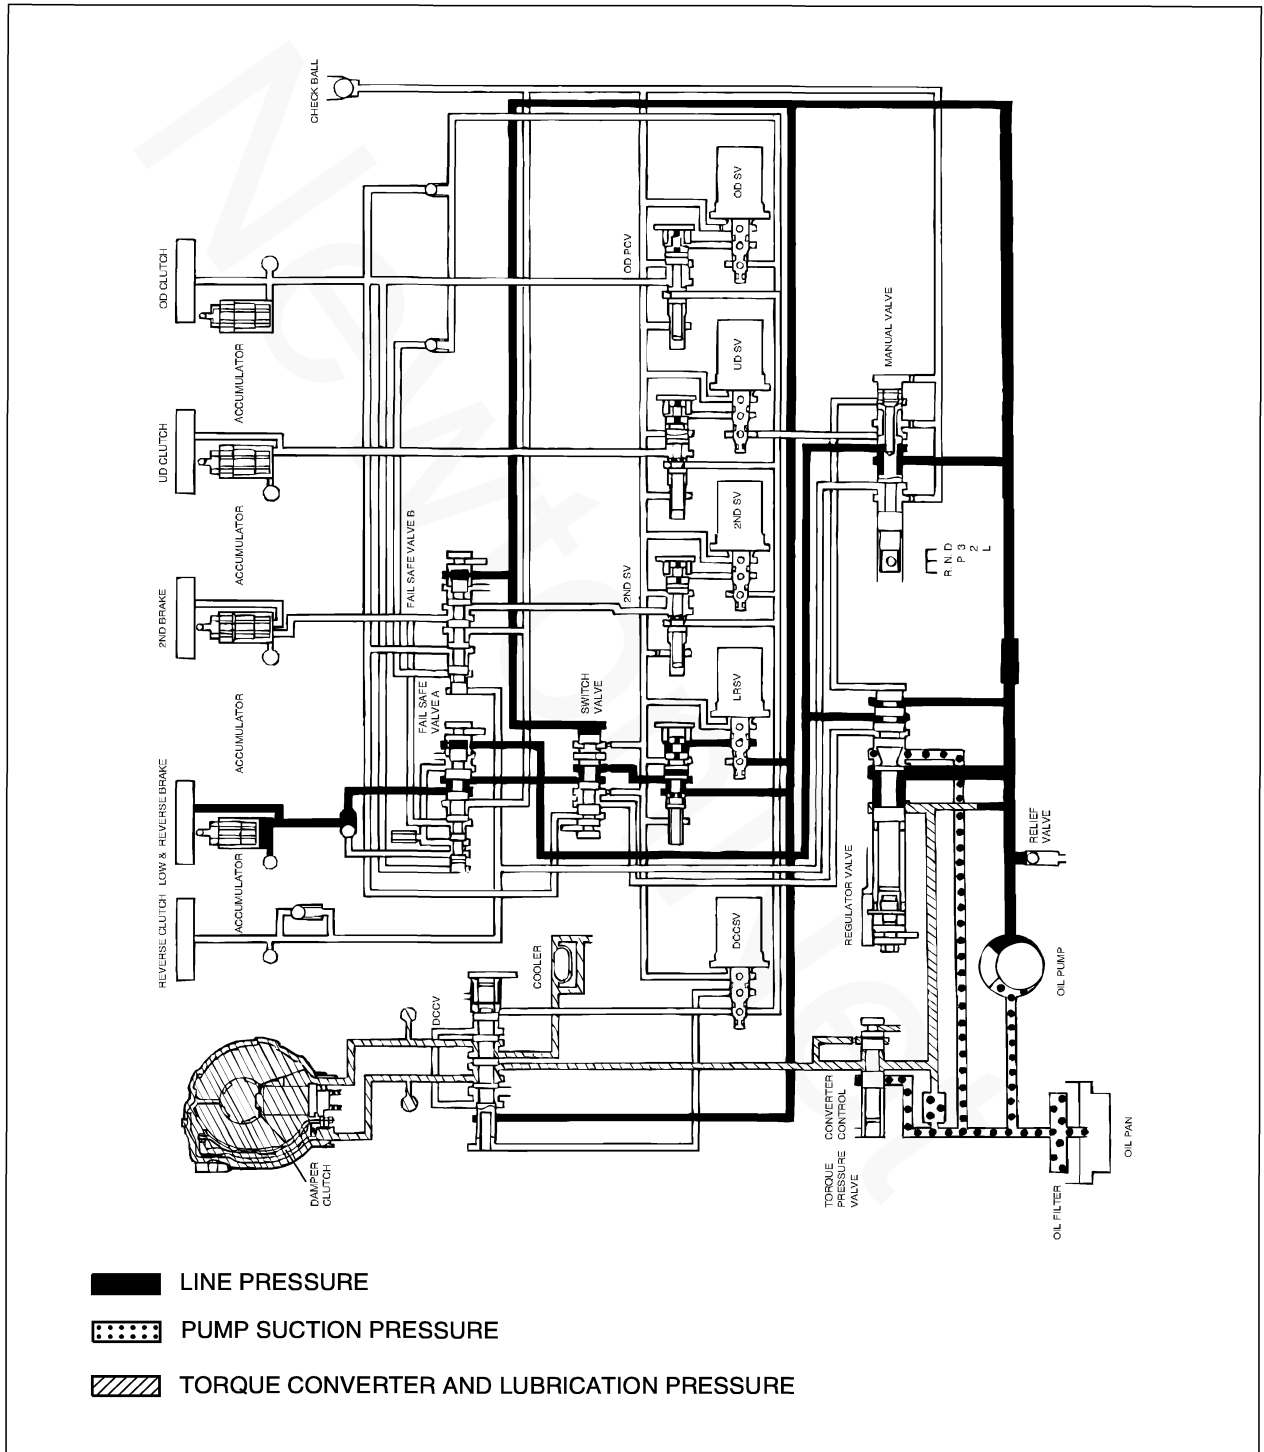 CHECK BALL
OD CLUTCH
ACCUMULATOR
UD CLUTCH
ACCUMULATOR
2ND BRAKE
ACCUMULATOR
LOW & REVERSE BRAKE
ACCUMULATOR
REVERSE CLUTCH
FAIL SAFE VALVE B
FAIL SAFE
VALVE A
SWITCH
VALVE
OD PCV
OD SV
UD SV
2ND SV
2ND SV
LRSV
DCCSV
MANUAL VALVE
R. N. D
P 3
2
L
REGULATOR VALVE
RELIEF
VALVE
OIL PUMP
COOLER
DCCV
DAMPER
CLUTCH
TORQUE CONVERTER
PRESSURE CONTROL
VALVE
OIL FILTER
OIL PAN
LINE PRESSURE
PUMP SUCTION PRESSURE
TORQUE CONVERTER AND LUBRICATION PRESSURE